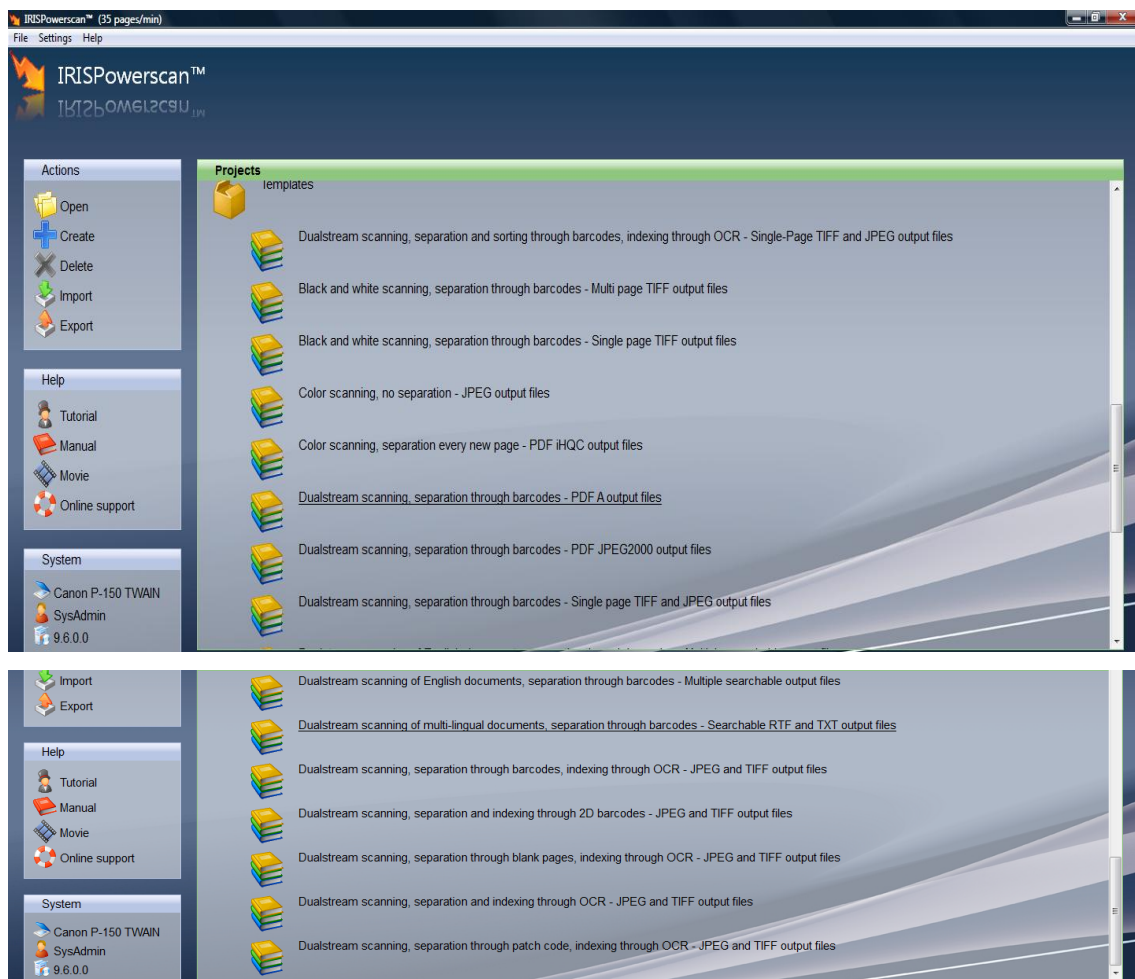 IRISPowerscan™ (35 pages/min)
File Settings Help
IRISPowerscan™
IRISPowerscan™
Actions
Open
Create
Delete
Import
Export
Help
Tutorial
Manual
Movie
Online support
System
Canon P-150 TWAIN
SysAdmin
9.6.0.0
Projects
Templates
Dualstream scanning, separation and sorting through barcodes, indexing through OCR - Single-Page TIFF and JPEG output files
Black and white scanning, separation through barcodes - Multi page TIFF output files
Black and white scanning, separation through barcodes - Single page TIFF output files
Color scanning, no separation - JPEG output files
Color scanning, separation every new page - PDF iHQC output files
Dualstream scanning, separation through barcodes - PDF A output files
Dualstream scanning, separation through barcodes - PDF JPEG2000 output files
Dualstream scanning, separation through barcodes - Single page TIFF and JPEG output files
Import
Export
Help
Tutorial
Manual
Movie
Online support
System
Canon P-150 TWAIN
SysAdmin
9.6.0.0
Dualstream scanning of English documents, separation through barcodes - Multiple searchable output files
Dualstream scanning of multi-lingual documents, separation through barcodes - Searchable RTF and TXT output files
Dualstream scanning, separation through barcodes, indexing through OCR - JPEG and TIFF output files
Dualstream scanning, separation and indexing through 2D barcodes - JPEG and TIFF output files
Dualstream scanning, separation through blank pages, indexing through OCR - JPEG and TIFF output files
Dualstream scanning, separation and indexing through OCR - JPEG and TIFF output files
Dualstream scanning, separation through patch code, indexing through OCR - JPEG and TIFF output files